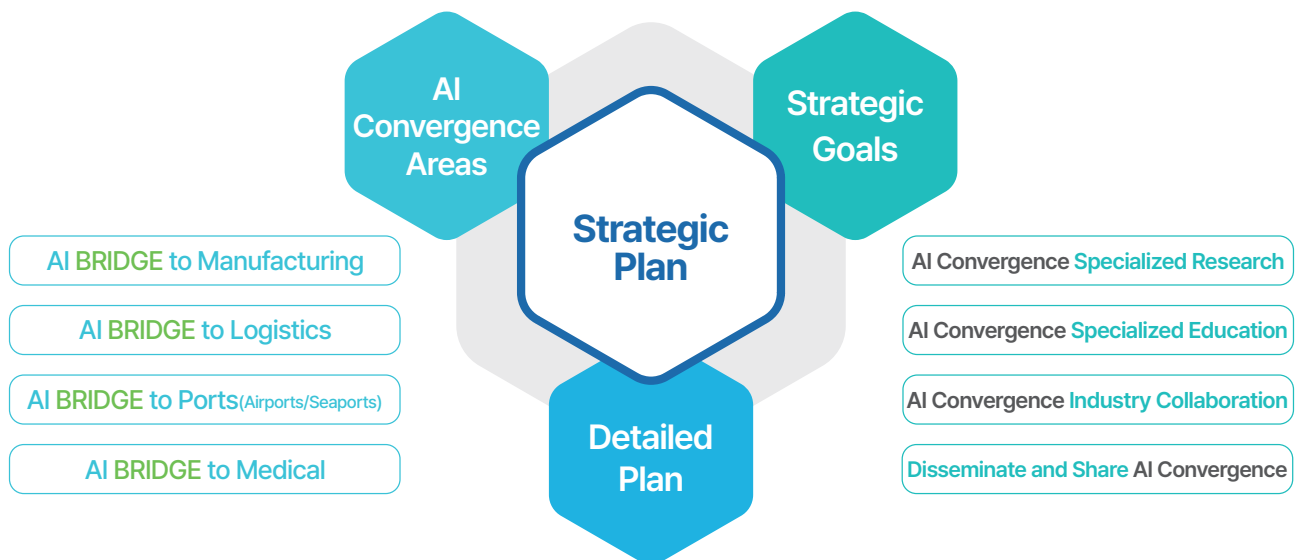 AI
Convergence
Areas
Strategic
Goals
Strategic
Plan
AI BRIDGE to Manufacturing
AI BRIDGE to Logistics
AI BRIDGE to Ports(Airports/Seaports)
AI BRIDGE to Medical
AI Convergence Specialized Research
AI Convergence Specialized Education
AI Convergence Industry Collaboration
Disseminate and Share AI Convergence
Detailed
Plan